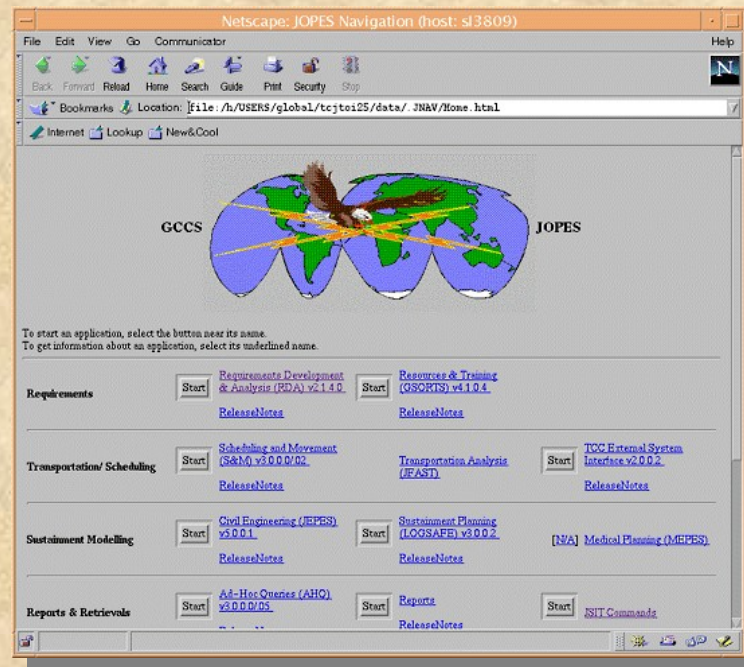 Netscape: JOPES Navigation (host: sl3809)
File Edit View Go Communicator Help
Back Forward Reload Home Search Guide Print Security Stop
N
Bookmarks Location: file:/h/USERS/global/tcjtoi25/data/.JNAV/Home.html
Internet Lookup New&Cool
GCCS JOPES
To start an application, select the button near its name.
To get information about an application, select its underlined name.
Requirements
Start
Requirements Development
& Analysis (RDA) v2.1.4.0
ReleaseNotes
Start
Resources & Training
(GSORTS) v4.1.0.4
ReleaseNotes
Transportation/ Scheduling
Start
Scheduling and Movement
(S&M) v3.0.0.0/02
ReleaseNotes
Transportation Analysis
(JFAST)
Start
TCC External System
Interface v2.0.0.2
ReleaseNotes
Sustainment Modelling
Start
Civil Engineering (JEPES)
v5.0.0.1
ReleaseNotes
Start
Sustainment Planning
(LOGSAFE) v3.0.0.2
ReleaseNotes
[N/A] Medical Planning (MEPES)
Reports & Retrievals
Start
Ad-Hoc Queries (AHQ)
v3.0.0.0/05
Start
Reports
ReleaseNotes
Start
JSIT Commands